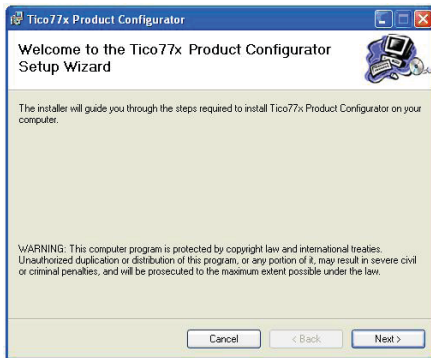 Tico77x Product Configurator
Welcome to the Tico77x Product Configurator
Setup Wizard
The installer will guide you through the steps required to install Tico77x Product Configurator on your
computer.
WARNING: This computer program is protected by copyright law and international treaties.
Unauthorized duplication or distribution of this program, or any portion of it, may result in severe civil
or criminal penalties, and will be prosecuted to the maximum extent possible under the law.
Cancel
< Back
Next >